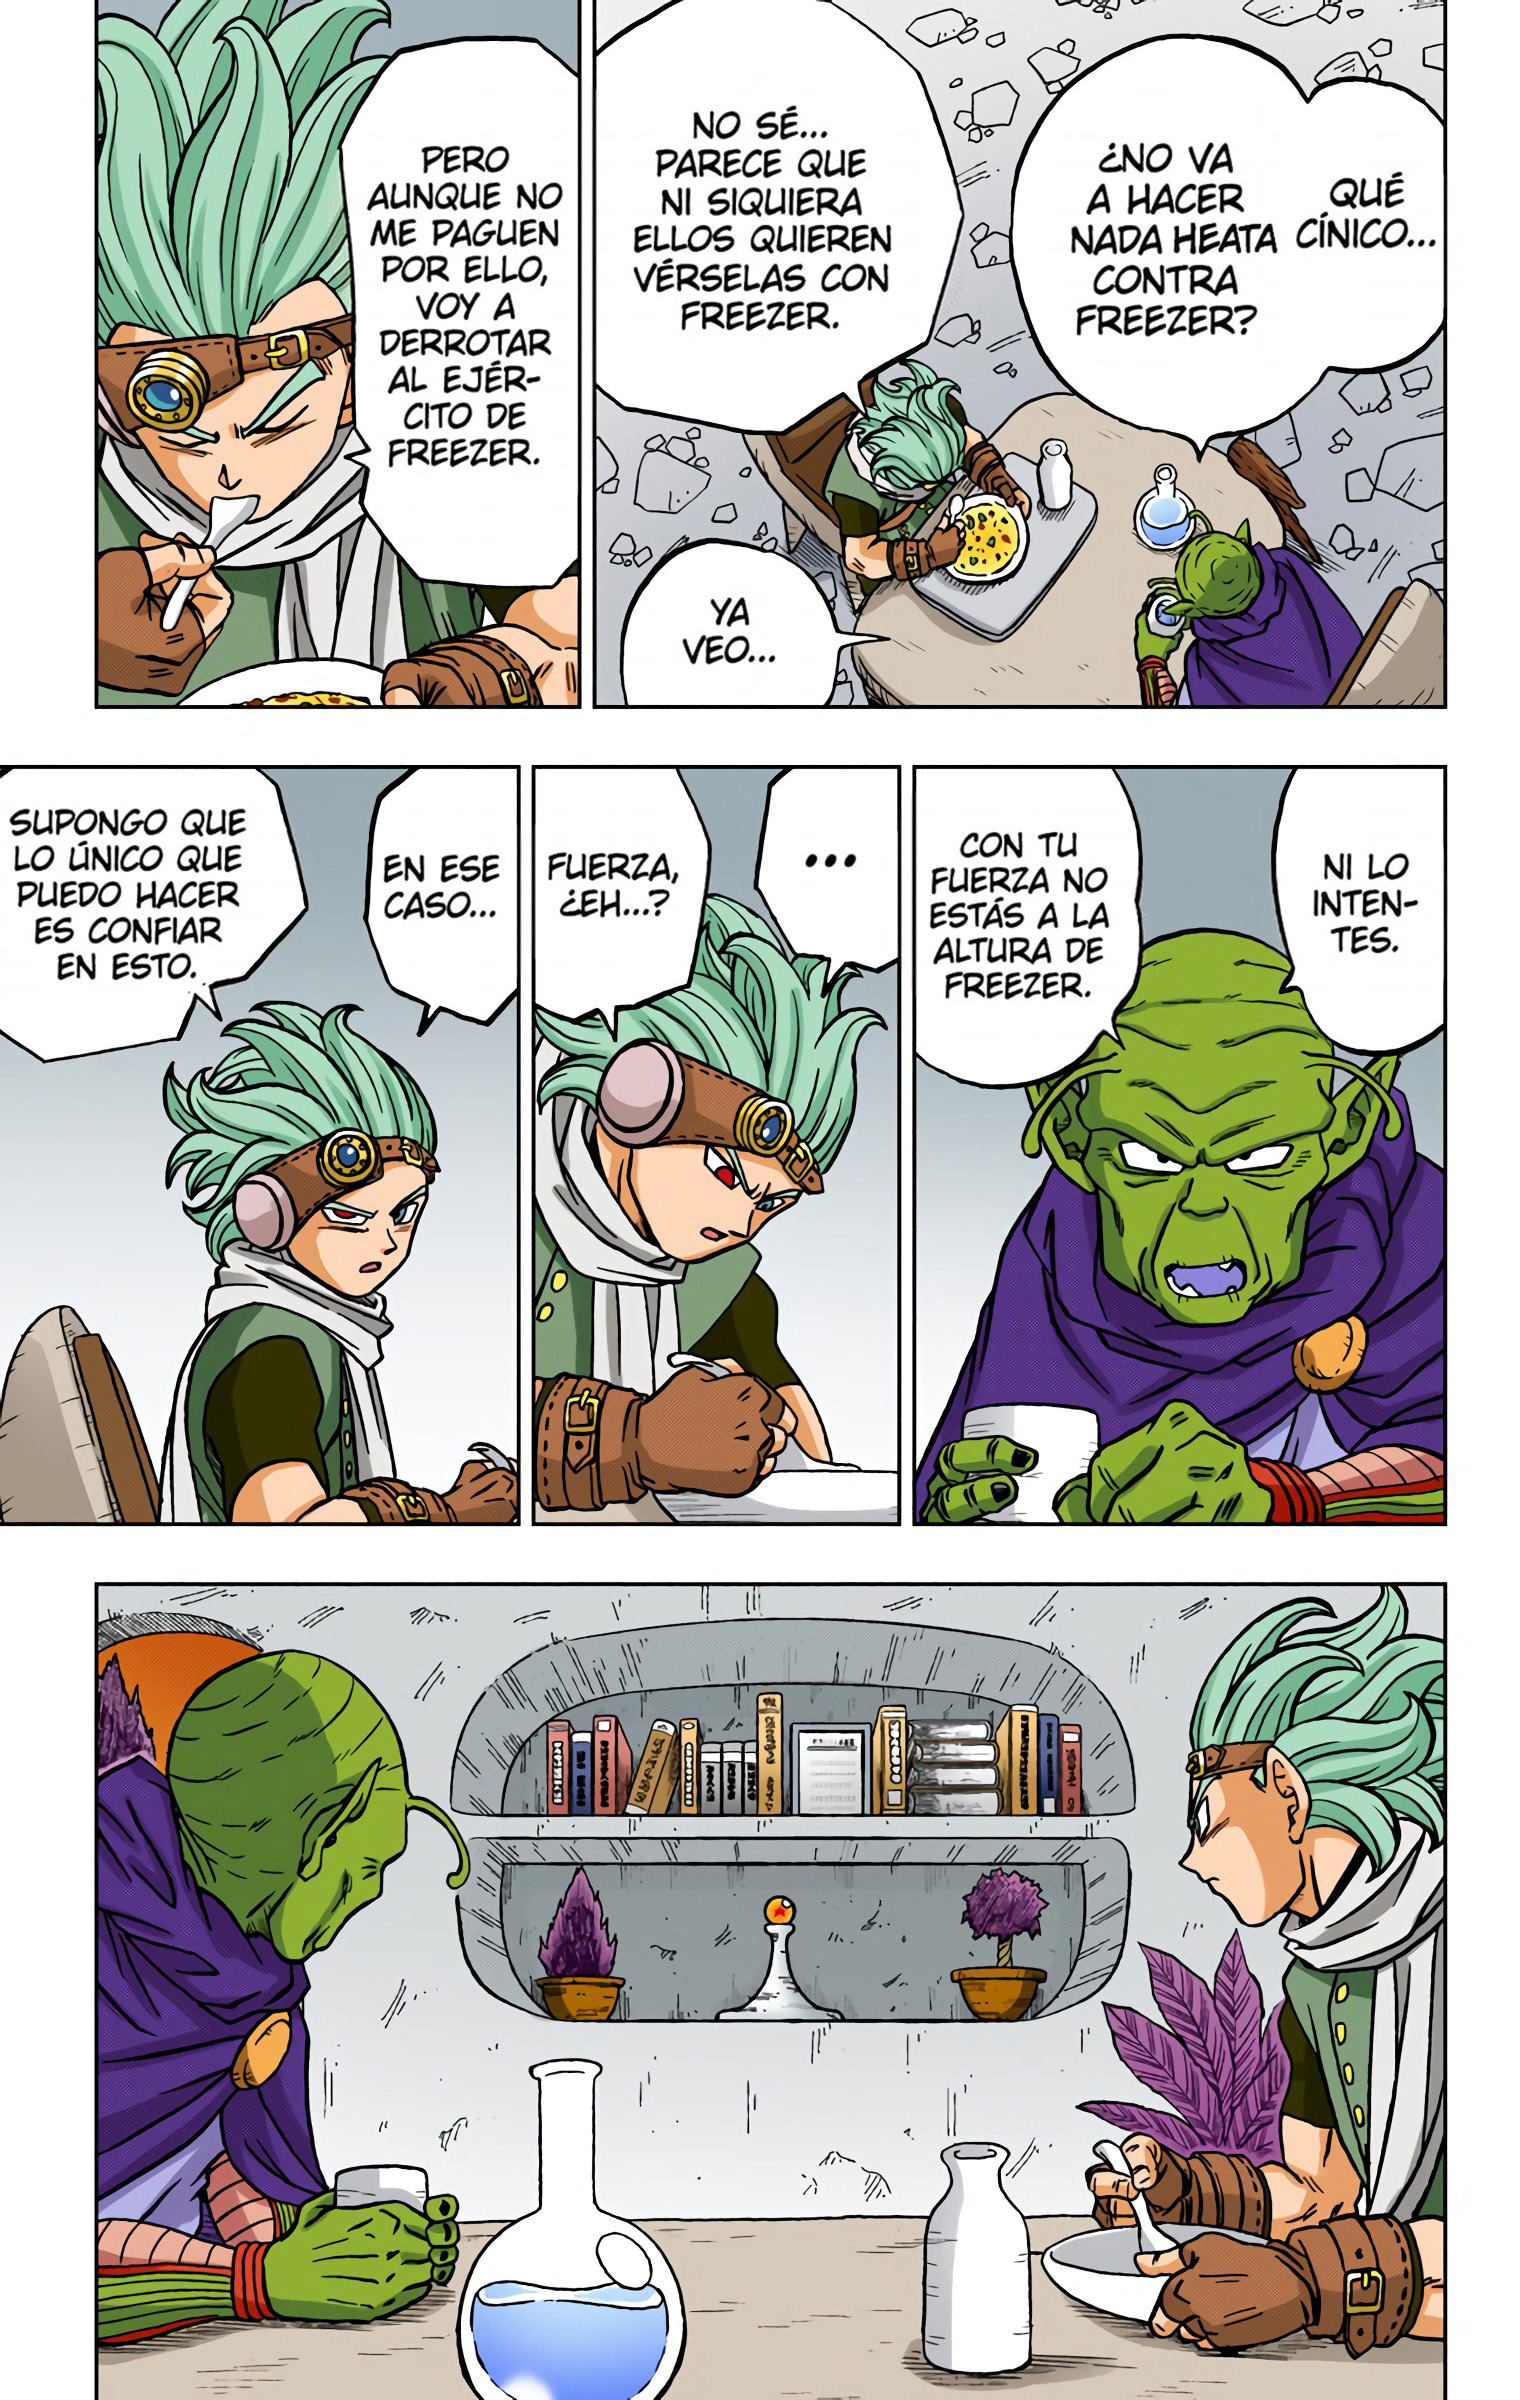 QUÉ
CÍNICO...
¿NO VA
A HACER
NADA HEATA
CONTRA
FREEZER?
NO SÉ...
PARECE QUE
NI SIQUIERA
ELLOS QUIEREN
VÉRSELAS CON
FREEZER.
YA
VEO...
PERO
AUNQUE NO
ME PAGUEN
POR ELLO,
VOY A
DERROTAR
AL EJÉR-
CITO DE
FREEZER.
NI LO
INTEN-
TES.
CON TU
FUERZA NO
ESTÁS A LA
ALTURA DE
FREEZER.
...
FUERZA,
¿EH...?
EN ESE
CASO...
SUPONGO QUE
LO ÚNICO QUE
PUEDO HACER
ES CONFIAR
EN ESTO.